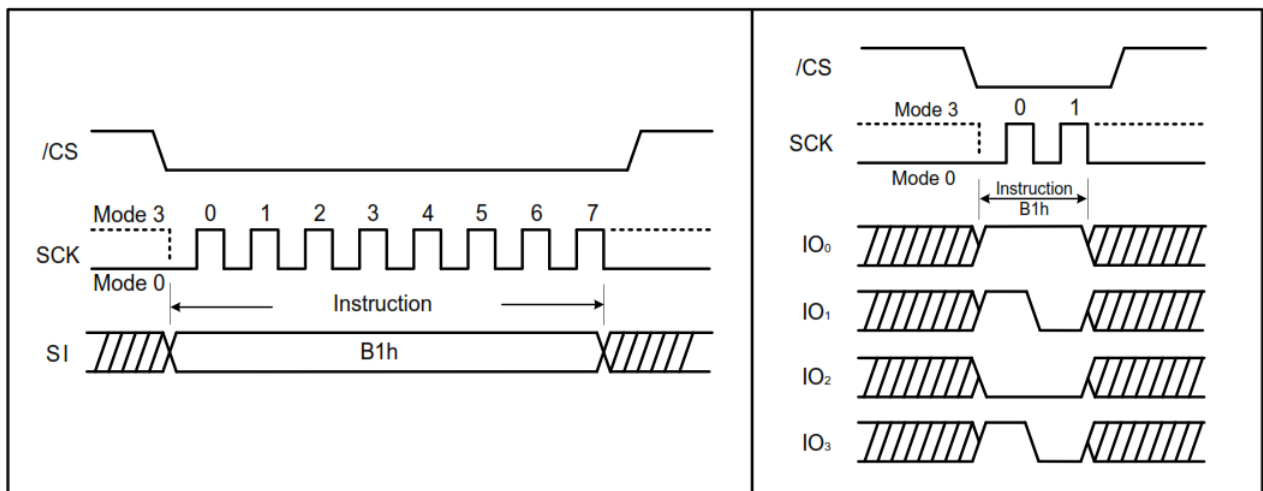 /CS
Mode 3 0 1 2 3 4 5 6 7
SCK
Mode 0
Instruction
SI B1h
/CS
Mode 3 0 1
SCK
Mode 0
Instruction
B1h
IO₀
IO₁
IO₂
IO₃